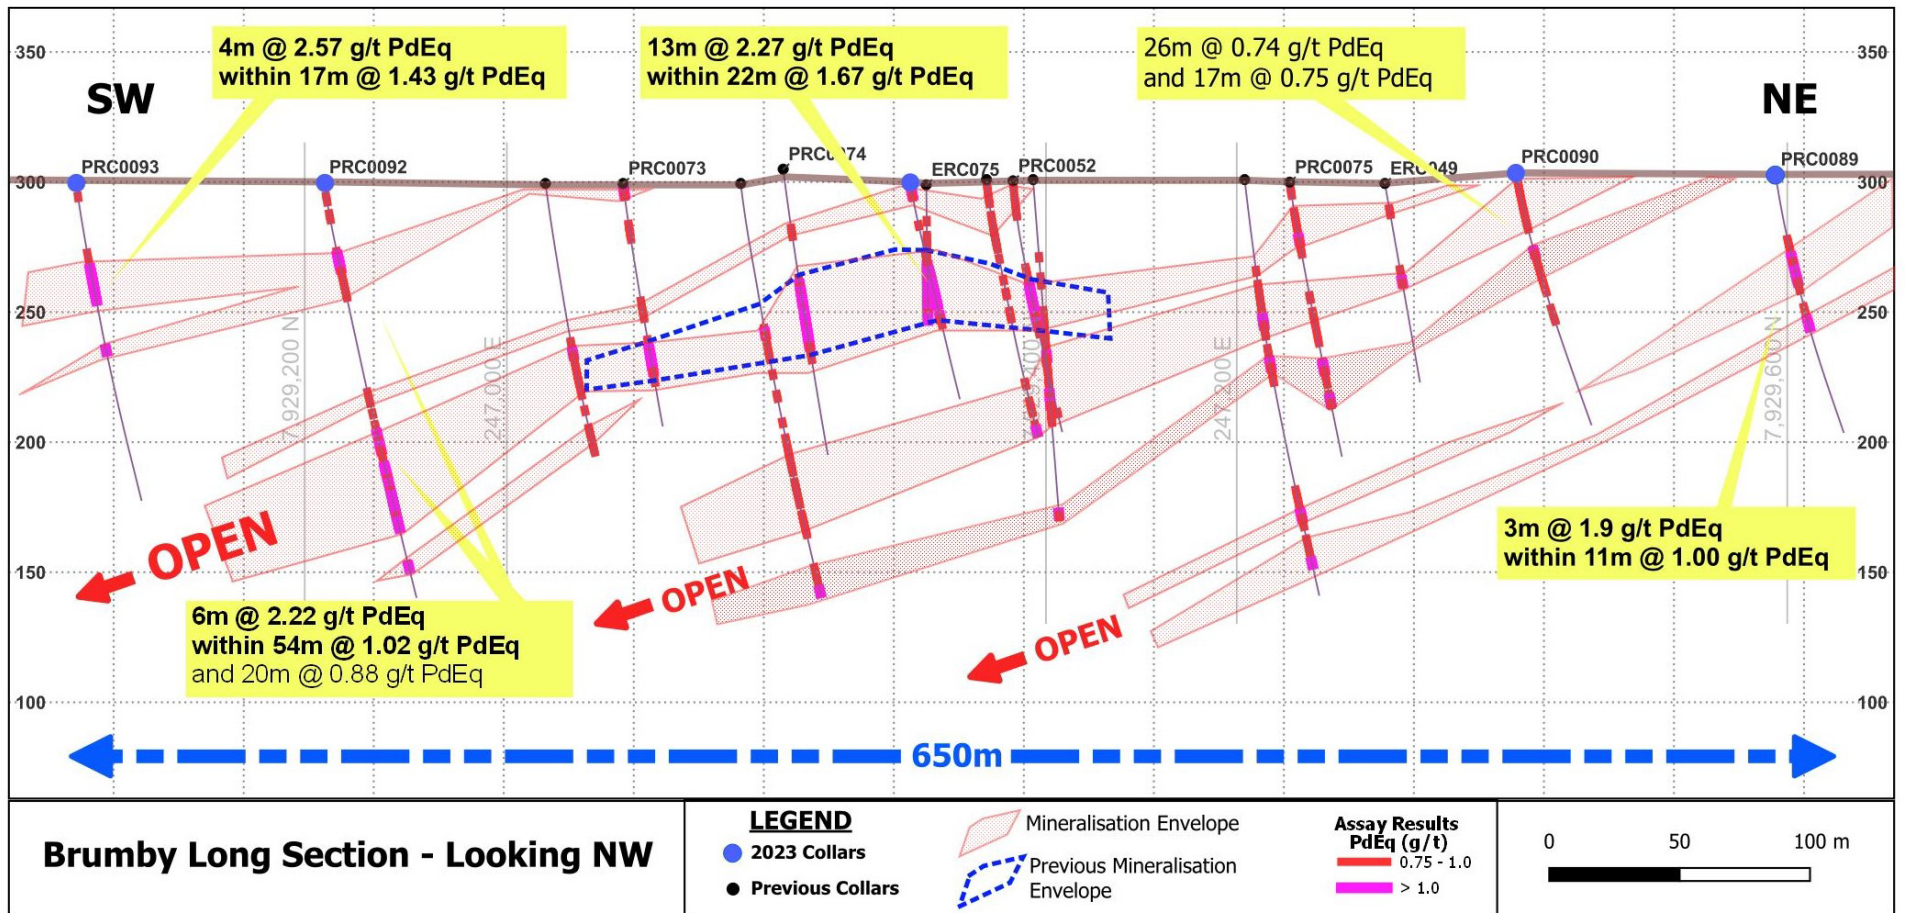 4m @ 2.57 g/t PdEq
within 17m @ 1.43 g/t PdEq
13m @ 2.27 g/t PdEq
within 22m @ 1.67 g/t PdEq
26m @ 0.74 g/t PdEq
and 17m @ 0.75 g/t PdEq
350
350
SW
NE
PRC0093
PRC0092
PRC0073
ERC075
PRC0052
PRC0075
PRC0090
PRC0089
300
300
250
250
7,929,200 N
247,000 E
247,200 E
7,929,600 N
200
200
OPEN
OPEN
OPEN
150
150
3m @ 1.9 g/t PdEq
within 11m @ 1.00 g/t PdEq
6m @ 2.22 g/t PdEq
within 54m @ 1.02 g/t PdEq
and 20m @ 0.88 g/t PdEq
100
100
650m
Brumby Long Section - Looking NW
LEGEND
2023 Collars
Previous Collars
Mineralisation Envelope
Previous Mineralisation
Envelope
Assay Results
PdEq (g/t)
0.75 - 1.0
> 1.0
0 50 100 m